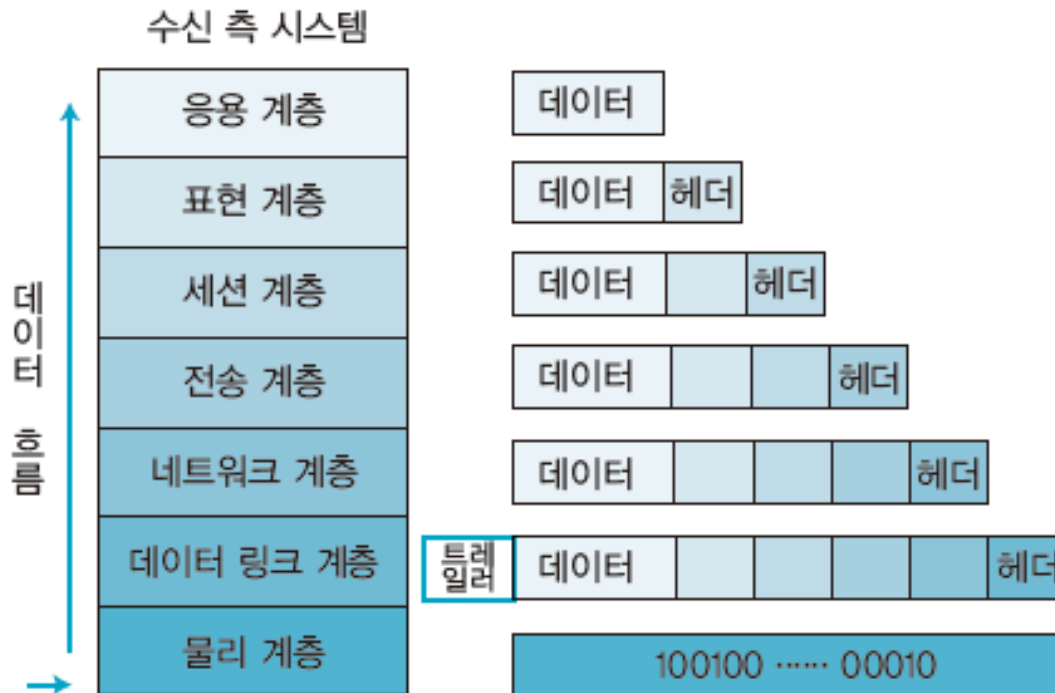 수신 측 시스템
응용 계층
데이터
표현 계층
데이터 헤더
세션 계층
데이터 헤더
전송 계층
데이터 헤더
네트워크 계층
데이터 헤더
데이터 링크 계층
트레
일러
데이터 헤더
물리 계층
100100 ······ 00010
데이터 흐름